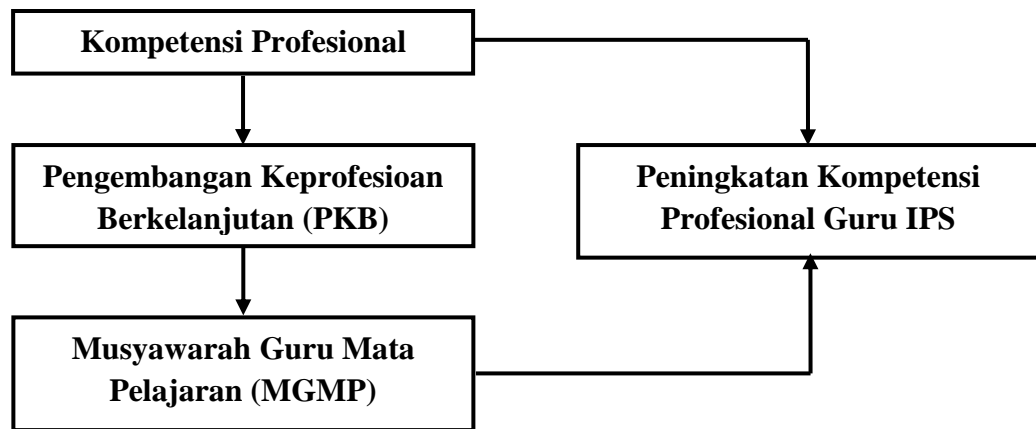 Kompetensi Profesional
Pengembangan Keprofesioan
Berkelanjutan (PKB)
Peningkatan Kompetensi
Profesional Guru IPS
Musyawarah Guru Mata
Pelajaran (MGMP)